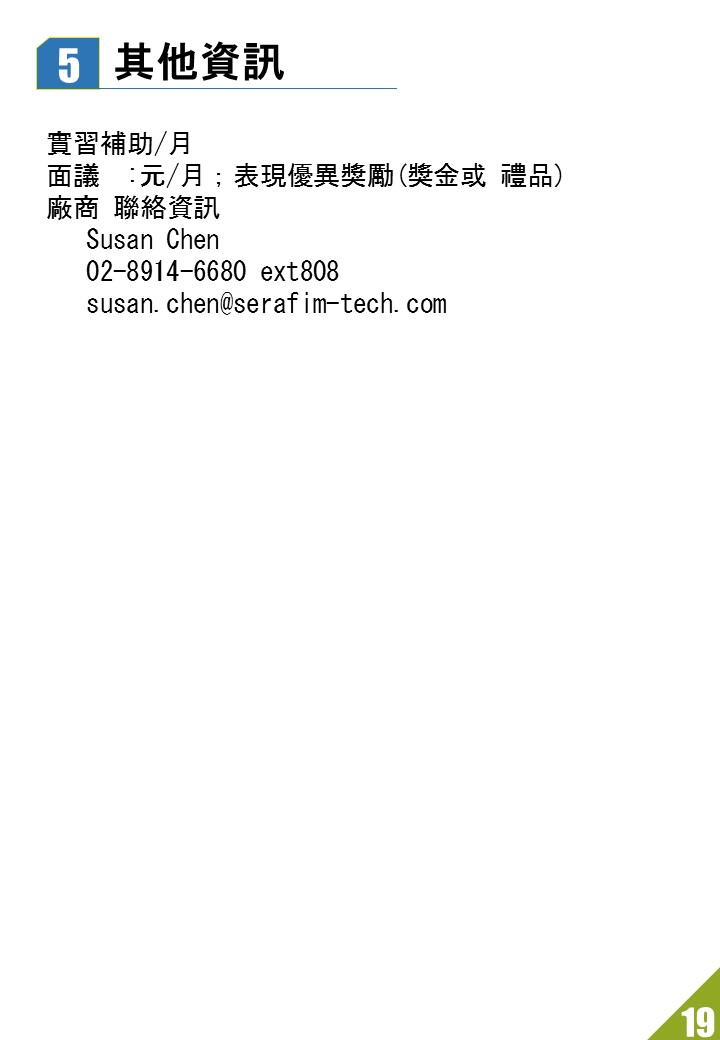 5 其他資訊
實習補助/月
面議 :元/月;表現優異獎勵(獎金或 禮品)
廠商 聯絡資訊
Susan Chen
02-8914-6680 ext808
susan.chen@serafim-tech.com
19